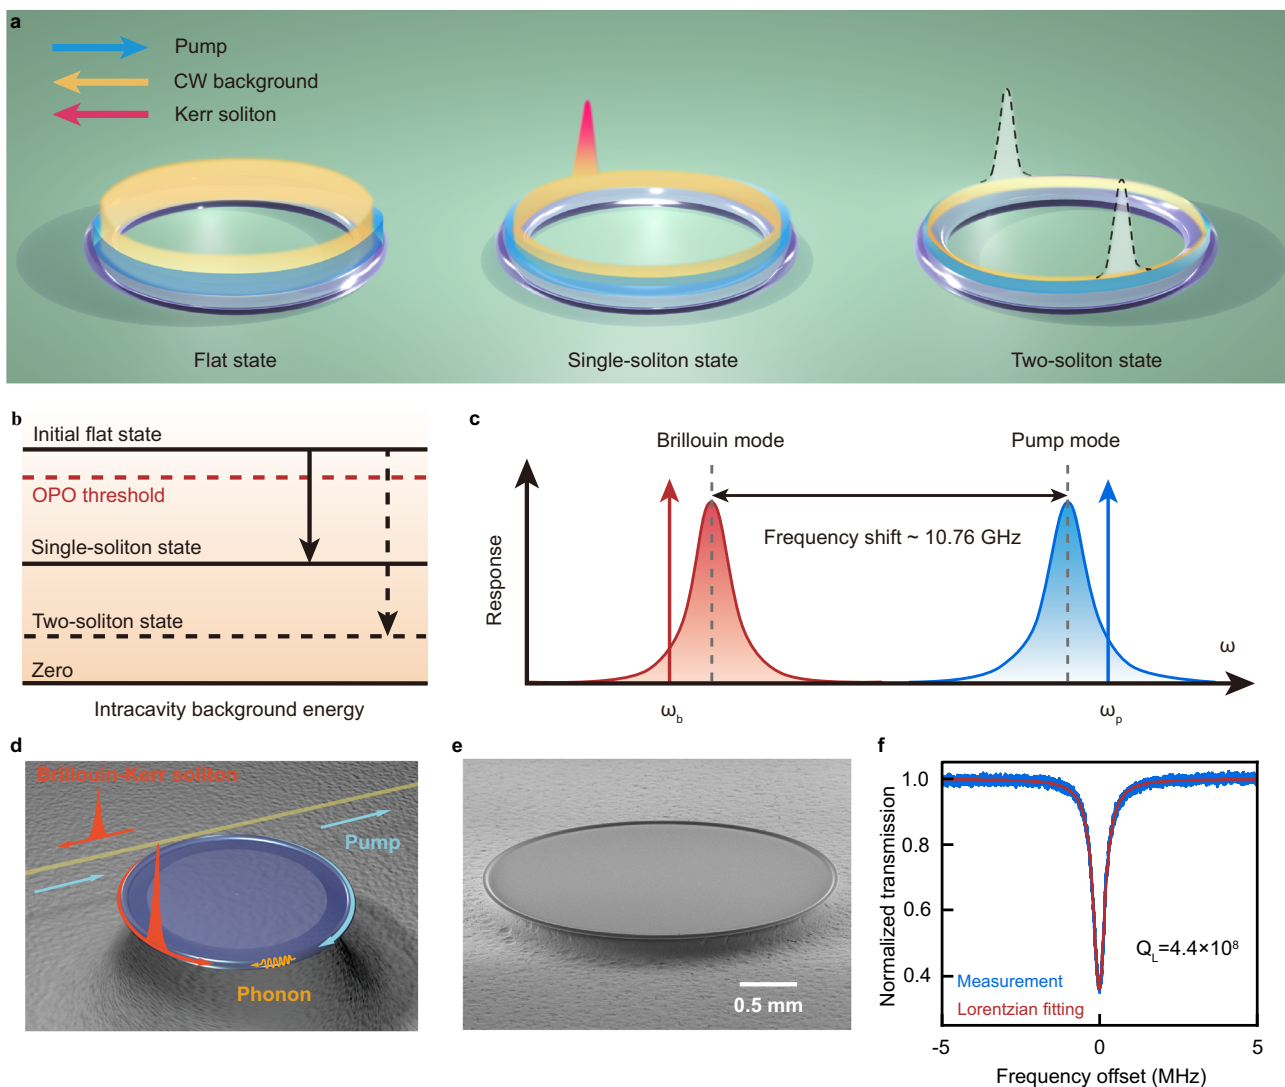 a
Pump
CW background
Kerr soliton
Flat state
Single-soliton state
Two-soliton state
b
Initial flat state
OPO threshold
Single-soliton state
Two-soliton state
Zero
Intracavity background energy
c
Brillouin mode
Pump mode
Frequency shift ~ 10.76 GHz
Response
ω
ω_b
ω_p
d
Brillouin-Kerr soliton
Pump
Phonon
e
0.5 mm
f
Normalized transmission
1.0
0.8
0.6
0.4
Q_L=4.4×10⁸
Measurement
Lorentzian fitting
-5
0
5
Frequency offset (MHz)